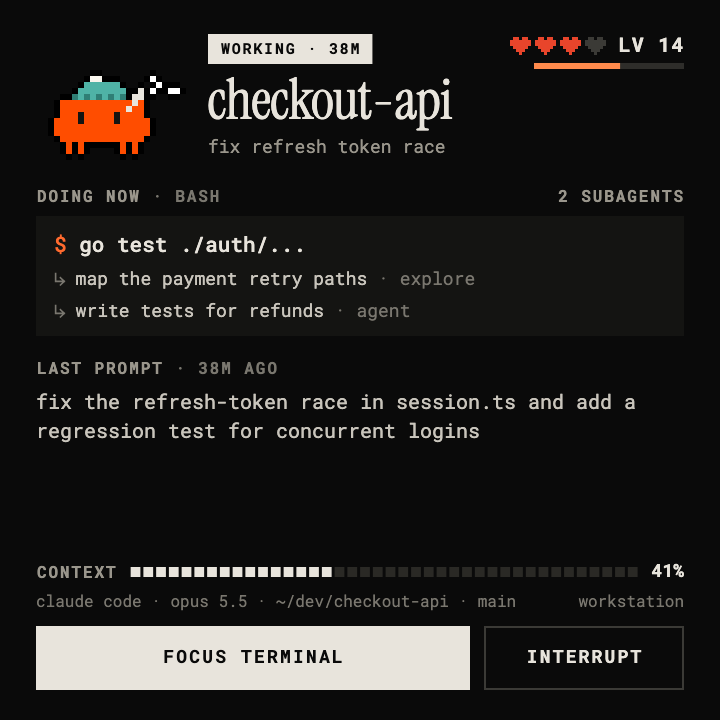 WORKING · 38M
LV 14
checkout-api
fix refresh token race
DOING NOW · BASH
2 SUBAGENTS
$ go test ./auth/...
↳ map the payment retry paths · explore
↳ write tests for refunds · agent
LAST PROMPT · 38M AGO
fix the refresh-token race in session.ts and add a
regression test for concurrent logins
CONTEXT
41%
claude code · opus 5.5 · ~/dev/checkout-api · main
workstation
FOCUS TERMINAL
INTERRUPT